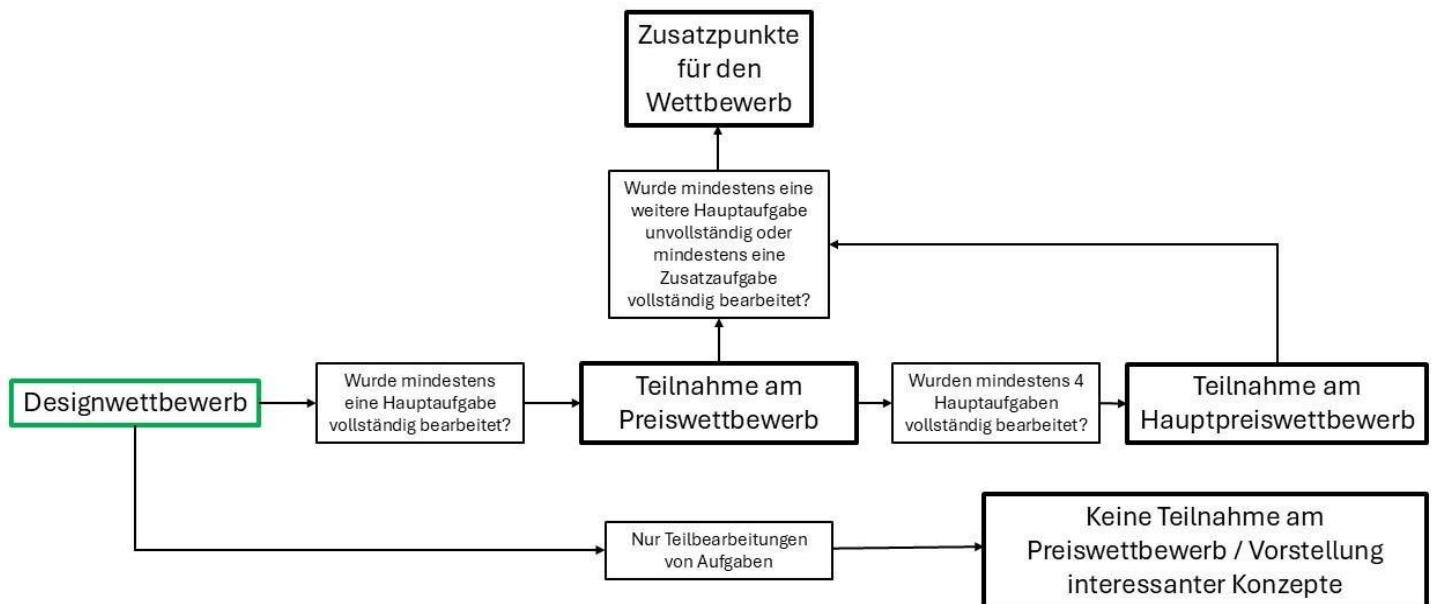 Zusatzpunkte
für den
Wettbewerb
Wurde mindestens eine
weitere Hauptaufgabe
unvollständig oder
mindestens eine
Zusatzaufgabe
vollständig bearbeitet?
Designwettbewerb
Wurde mindestens
eine Hauptaufgabe
vollständig bearbeitet?
Teilnahme am
Preiswettbewerb
Wurden mindestens 4
Hauptaufgaben
vollständig bearbeitet?
Teilnahme am
Hauptpreiswettbewerb
Nur Teilbearbeitungen
von Aufgaben
Keine Teilnahme am
Preiswettbewerb / Vorstellung
interessanter Konzepte